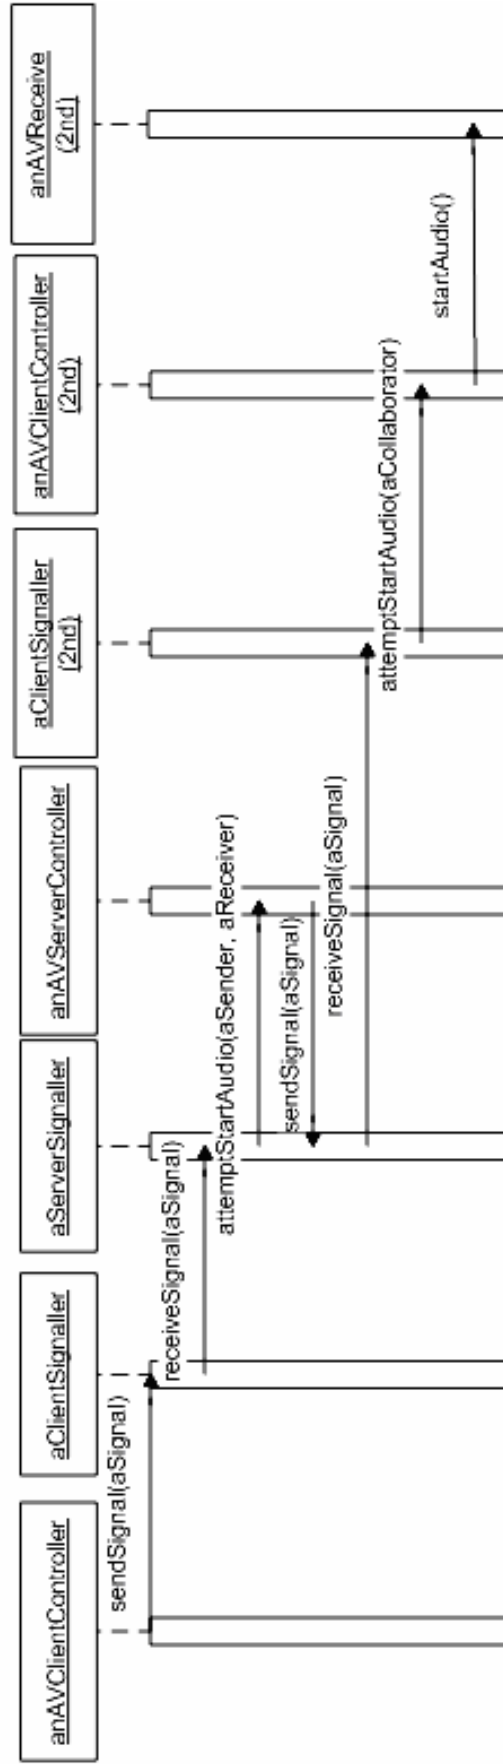 anAVClientController
aClientSignaller
aServerSignaller
anAVServerController
aClientSignaller
(2nd)
anAVClientController
(2nd)
anAVReceive
(2nd)
sendSignal(aSignal)
receiveSignal(aSignal)
attemptStartAudio(aSender, aReceiver)
sendSignal(aSignal)
receiveSignal(aSignal)
attemptStartAudio(aCollaborator)
startAudio()